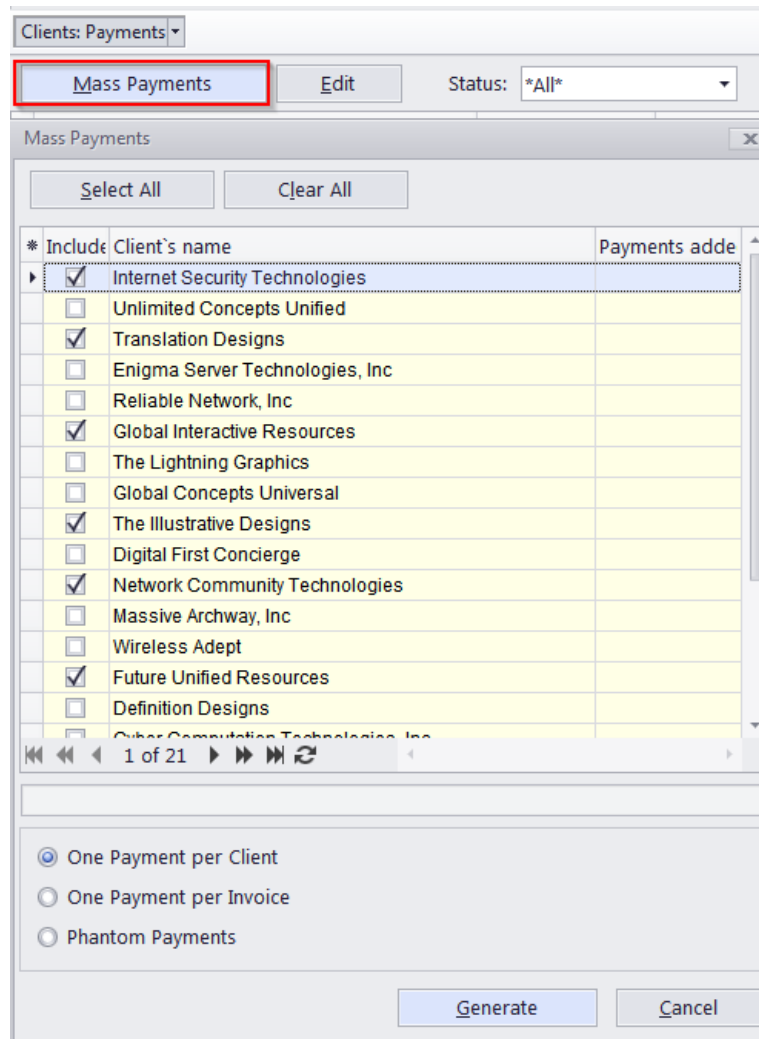 Clients: Payments
Mass Payments Edit Status: *All*
Mass Payments
Select All Clear All
* Include Client`s name Payments adde
Internet Security Technologies
Unlimited Concepts Unified
Translation Designs
Enigma Server Technologies, Inc
Reliable Network, Inc
Global Interactive Resources
The Lightning Graphics
Global Concepts Universal
The Illustrative Designs
Digital First Concierge
Network Community Technologies
Massive Archway, Inc
Wireless Adept
Future Unified Resources
Definition Designs
Cyber Computation Technologies, Inc
1 of 21
One Payment per Client
One Payment per Invoice
Phantom Payments
Generate Cancel